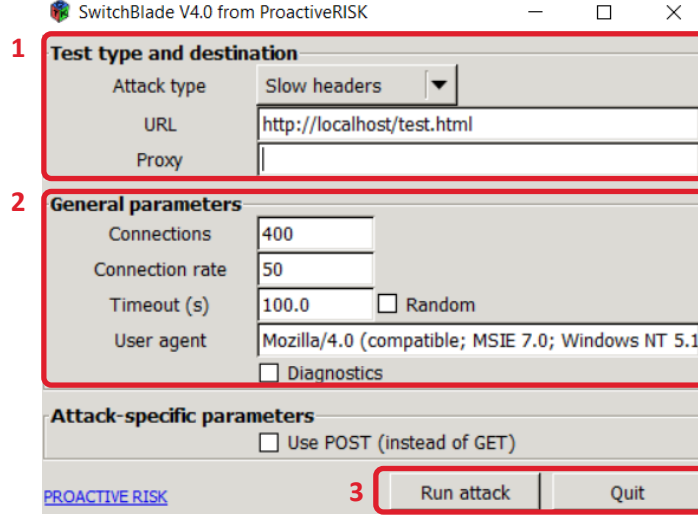 SwitchBlade V4.0 from ProactiveRISK
1 Test type and destination
Attack type Slow headers
URL http://localhost/test.html
Proxy
2 General parameters
Connections 400
Connection rate 50
Timeout (s) 100.0 Random
User agent Mozilla/4.0 (compatible; MSIE 7.0; Windows NT 5.1
Diagnostics
Attack-specific parameters
Use POST (instead of GET)
PROACTIVE RISK 3 Run attack Quit